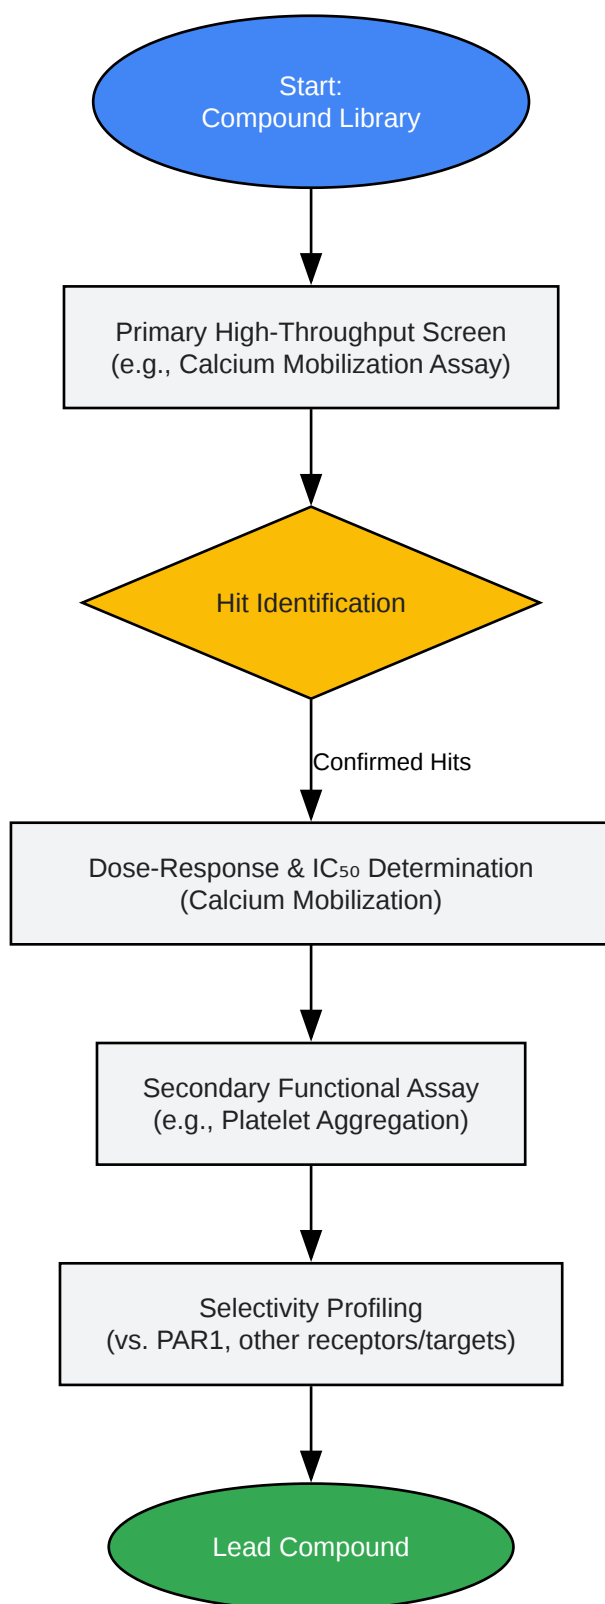 Start:
Compound Library
Primary High-Throughput Screen
(e.g., Calcium Mobilization Assay)
Hit Identification
Confirmed Hits
Dose-Response & IC₅₀ Determination
(Calcium Mobilization)
Secondary Functional Assay
(e.g., Platelet Aggregation)
Selectivity Profiling
(vs. PAR1, other receptors/targets)
Lead Compound